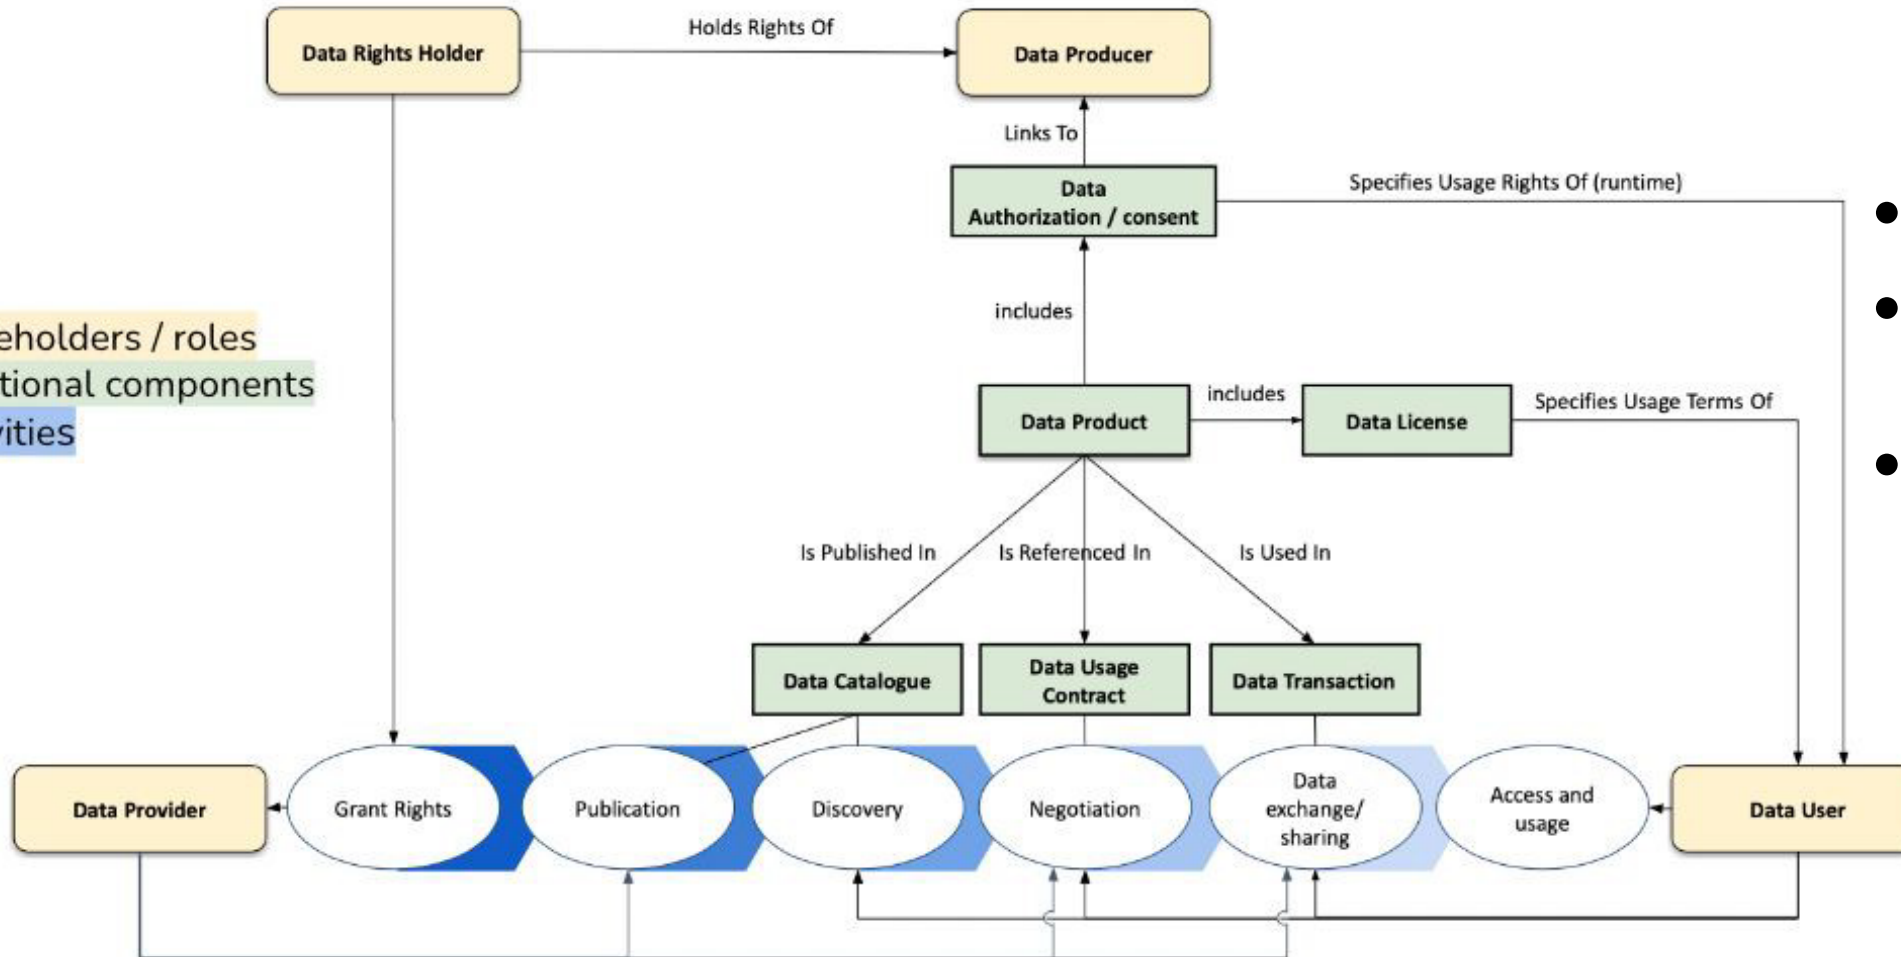 Holds Rights Of
Data Rights Holder
Data Producer
Links To
Data
Authorization / consent
Specifies Usage Rights Of (runtime)
includes
eholders / roles
tional components
vities
Data Product
includes
Data License
Specifies Usage Terms Of
Is Published In
Is Referenced In
Is Used In
Data Catalogue
Data Usage
Contract
Data Transaction
Data Provider
Grant Rights
Publication
Discovery
Negotiation
Data
exchange/
sharing
Access and
usage
Data User